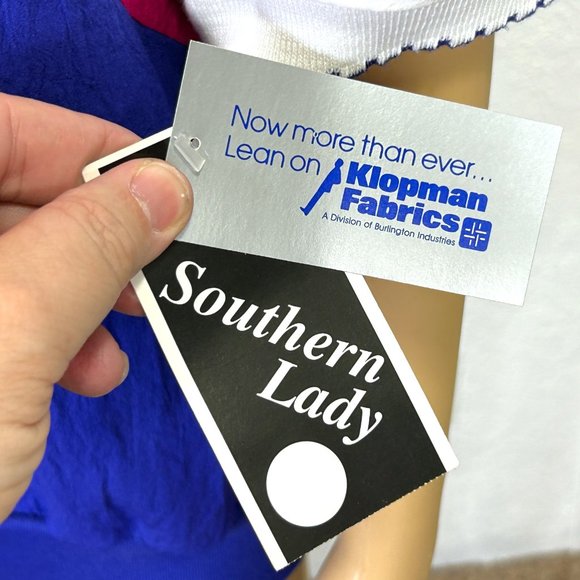 Now more than ever...
Lean on Klopman
Fabrics
A Division of Burlington Industries
Southern
Lady